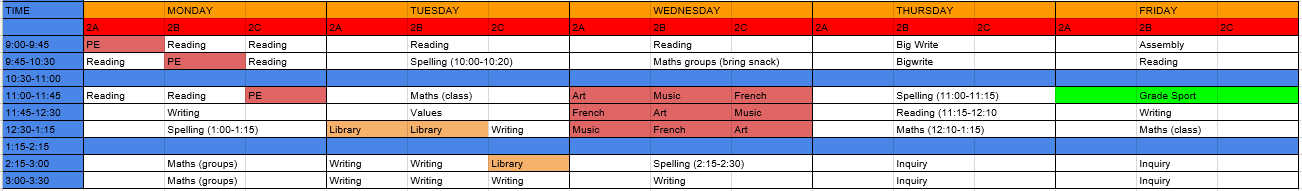 TIME MONDAY TUESDAY WEDNESDAY THURSDAY FRIDAY
2A 2B 2C 2A 2B 2C 2A 2B 2C 2A 2B 2C 2A 2B 2C
9:00-9:45 PE Reading Reading Reading Reading Big Write Assembly
9:45-10:30 Reading PE Reading Spelling (10:00-10:20) Maths groups (bring snack) Bigwrite Reading
10:30-11:00
11:00-11:45 Reading Reading PE Maths (class) Art Music French Spelling (11:00-11:15) Grade Sport
11:45-12:30 Writing Values French Art Music Reading (11:15-12:10 Writing
12:30-1:15 Spelling (1:00-1:15) Library Library Writing Music French Art Maths (12:10-1:15) Maths (class)
1:15-2:15
2:15-3:00 Maths (groups) Writing Writing Library Spelling (2:15-2:30) Inquiry Inquiry
3:00-3:30 Maths (groups) Writing Writing Writing Writing Inquiry Inquiry